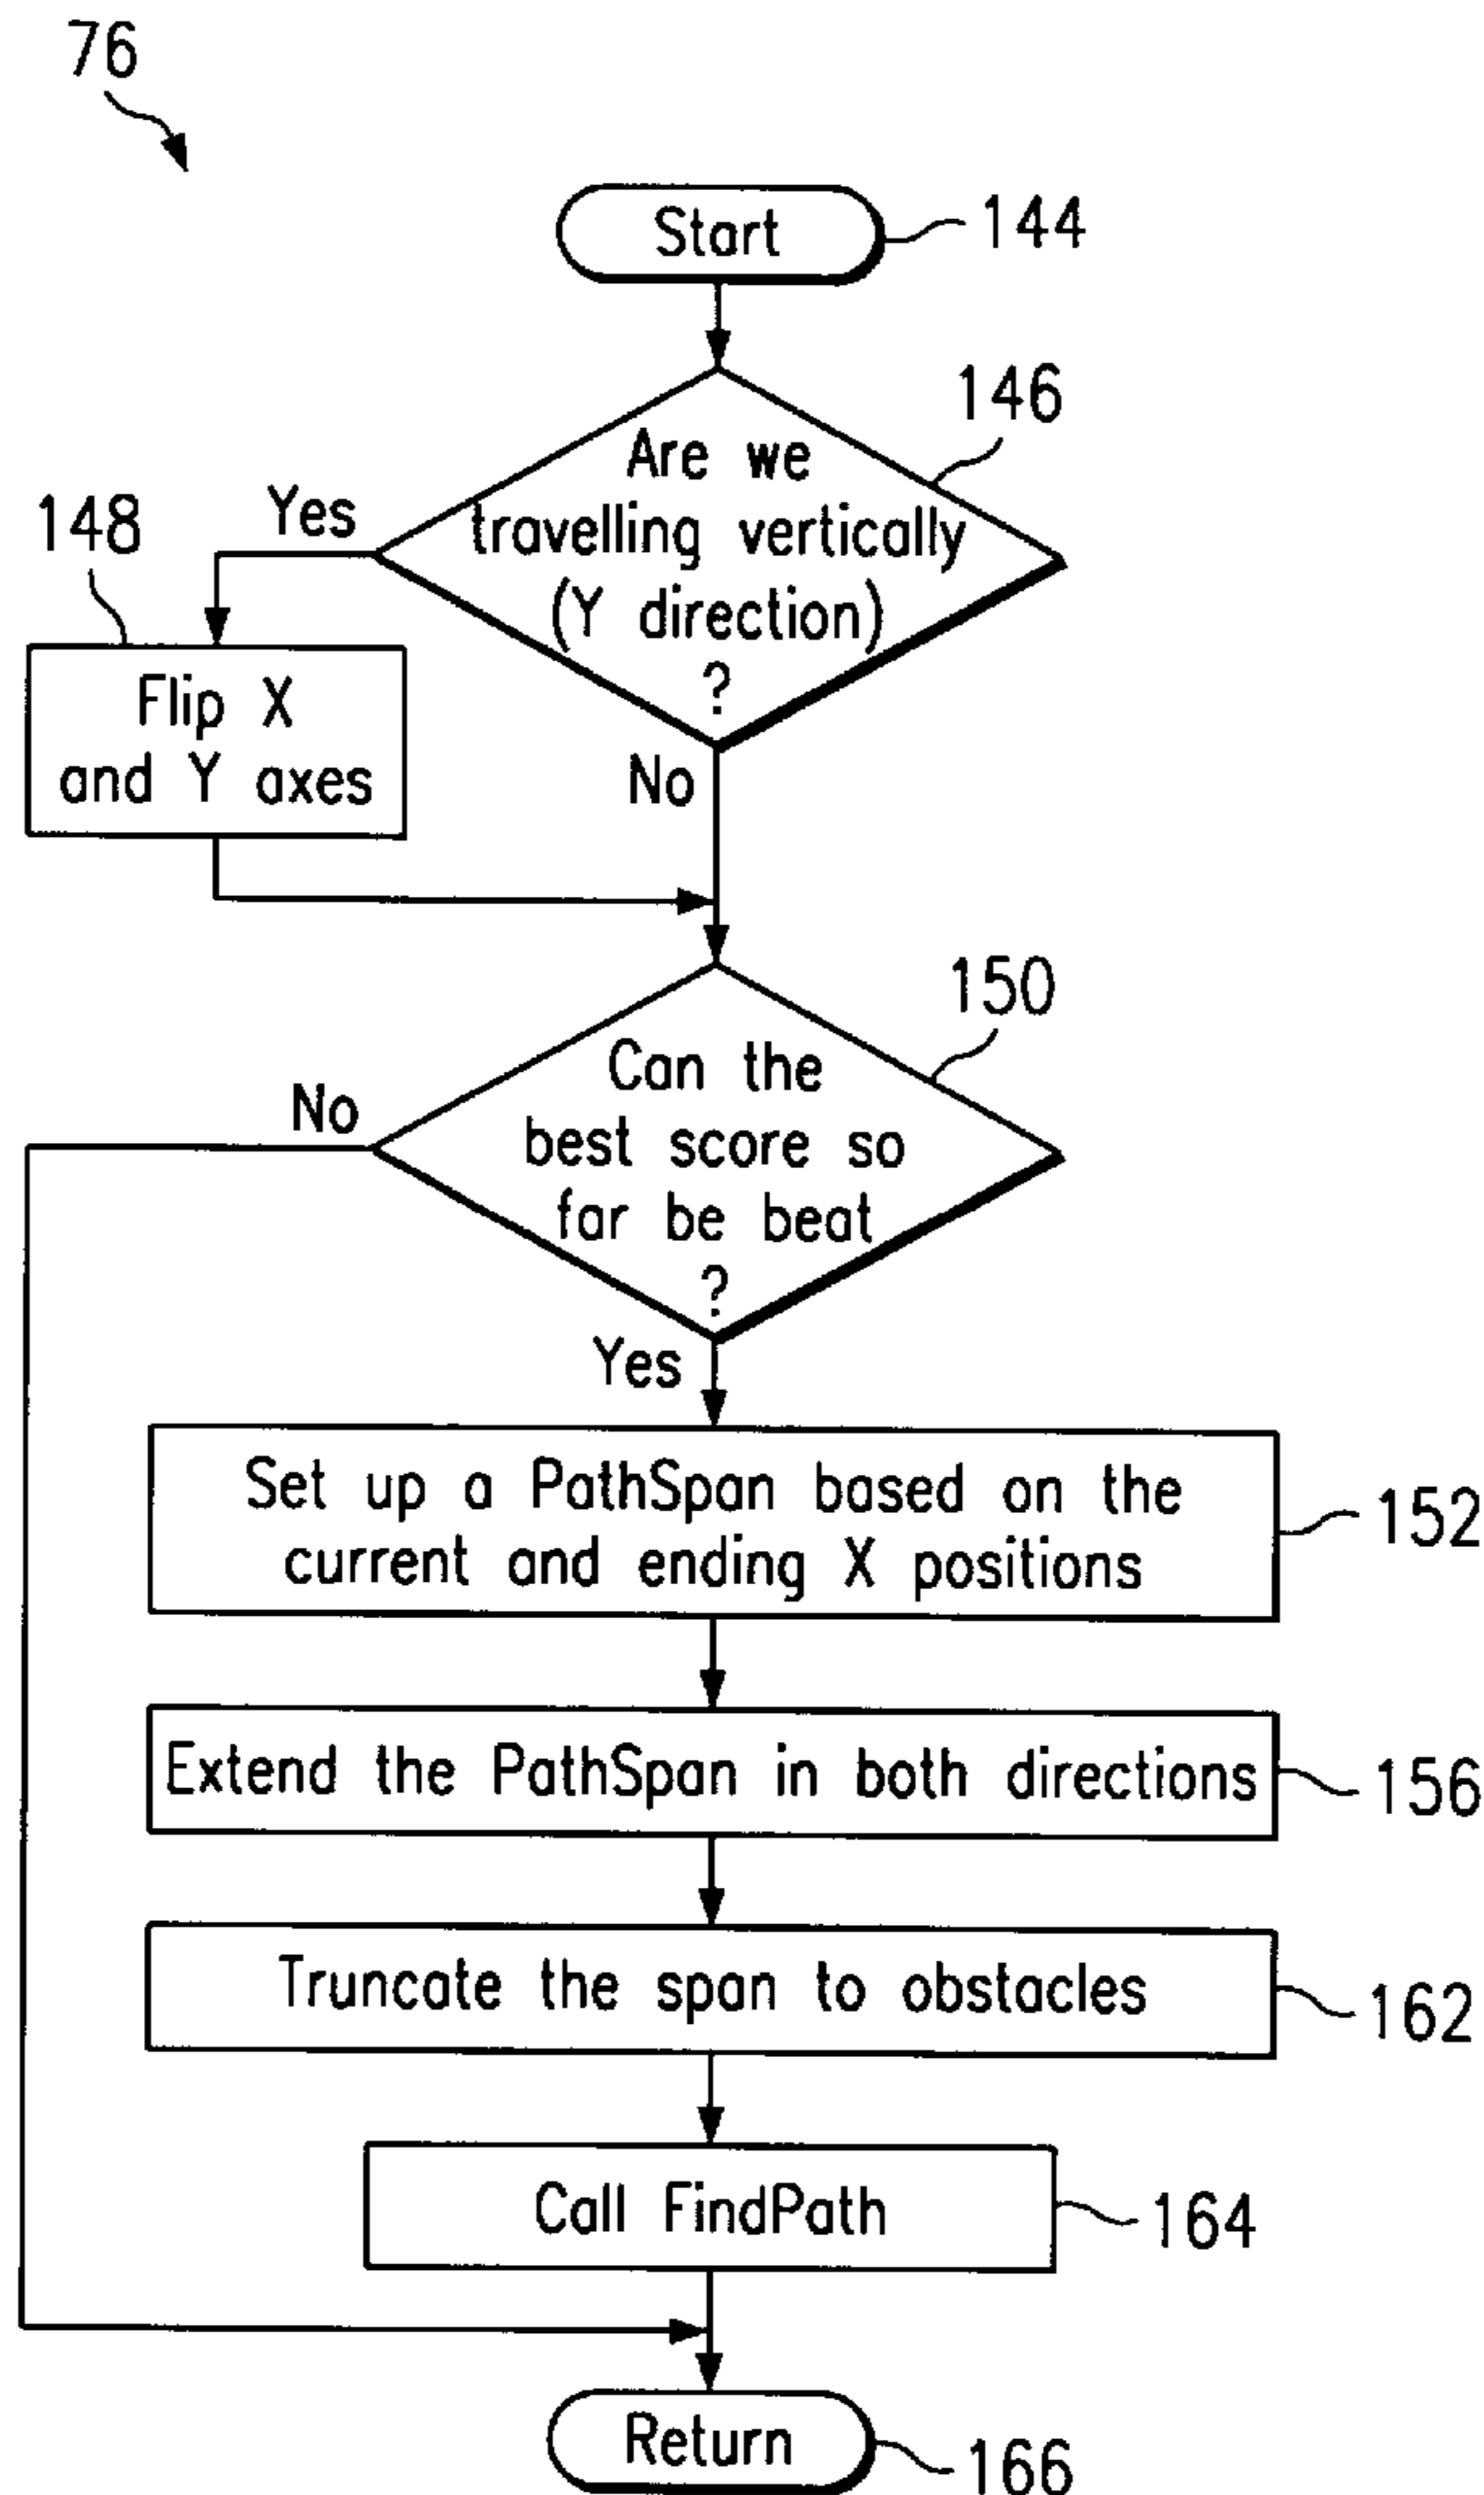 76
Start
144
146
Are we
travelling vertically
(Y direction)
?
Yes
148
Flip X
and Y axes
No
150
Can the
best score so
far be beat
?
No
Yes
Set up a PathSpan based on the
current and ending X positions
152
Extend the PathSpan in both directions
156
Truncate the span to obstacles
162
Call FindPath
164
Return
166